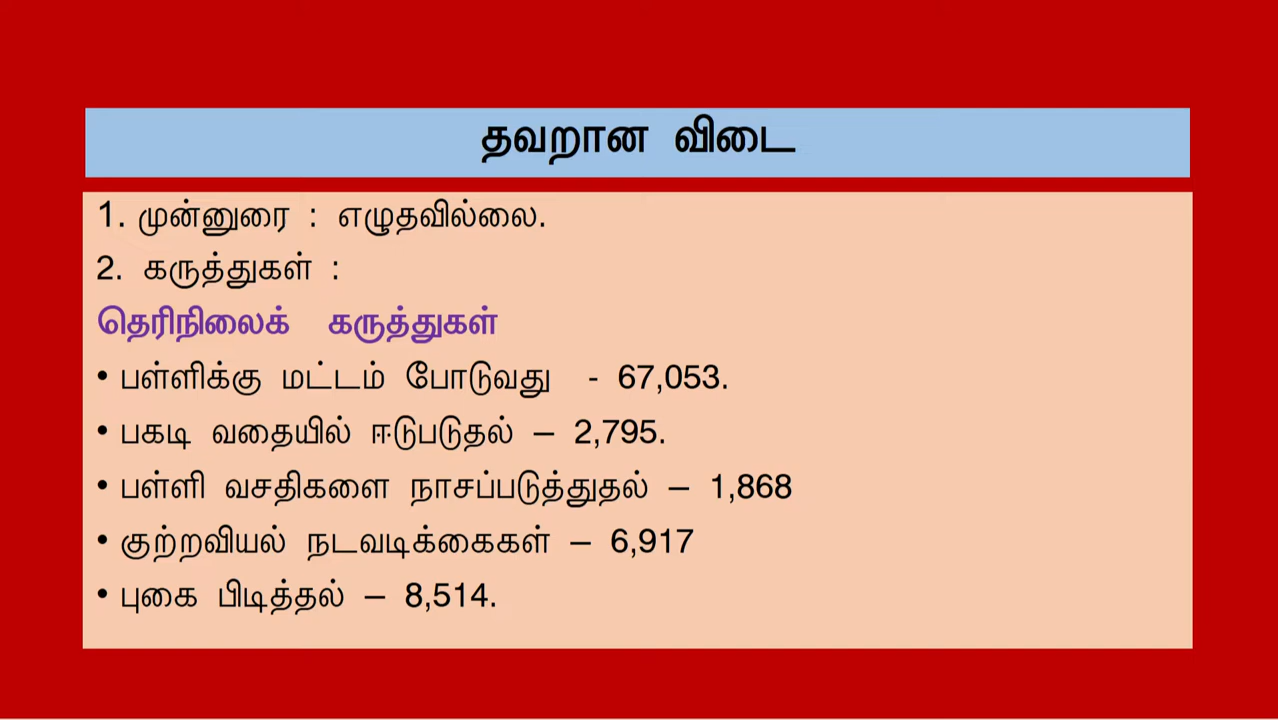 தவறான விடை
1. முன்னுரை : எழுதவில்லை.
2. கருத்துகள் :
தெரிநிலைக் கருத்துகள்
• பள்ளிக்கு மட்டம் போடுவது - 67,053.
• பகடி வதையில் ஈடுபடுதல் – 2,795.
• பள்ளி வசதிகளை நாசப்படுத்துதல் – 1,868
• குற்றவியல் நடவடிக்கைகள் – 6,917
• புகை பிடித்தல் – 8,514.